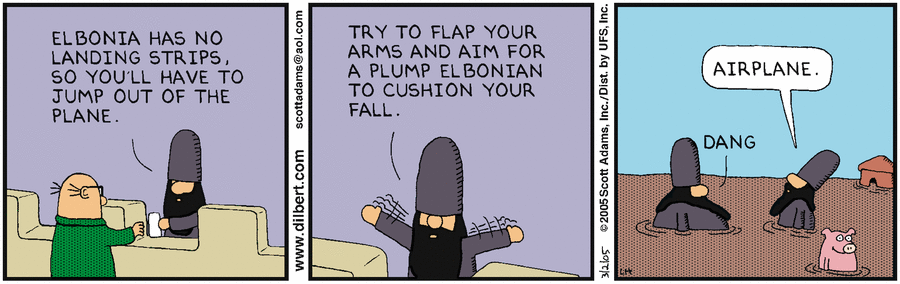 ELBONIA HAS NO
LANDING STRIPS,
SO YOU'LL HAVE TO
JUMP OUT OF THE
PLANE.
www.dilbert.com scottadams@aol.com
TRY TO FLAP YOUR
ARMS AND AIM FOR
A PLUMP ELBONIAN
TO CUSHION YOUR
FALL.
3/2/05 ©2005 Scott Adams, Inc./Dist. by UFS, Inc.
AIRPLANE.
DANG